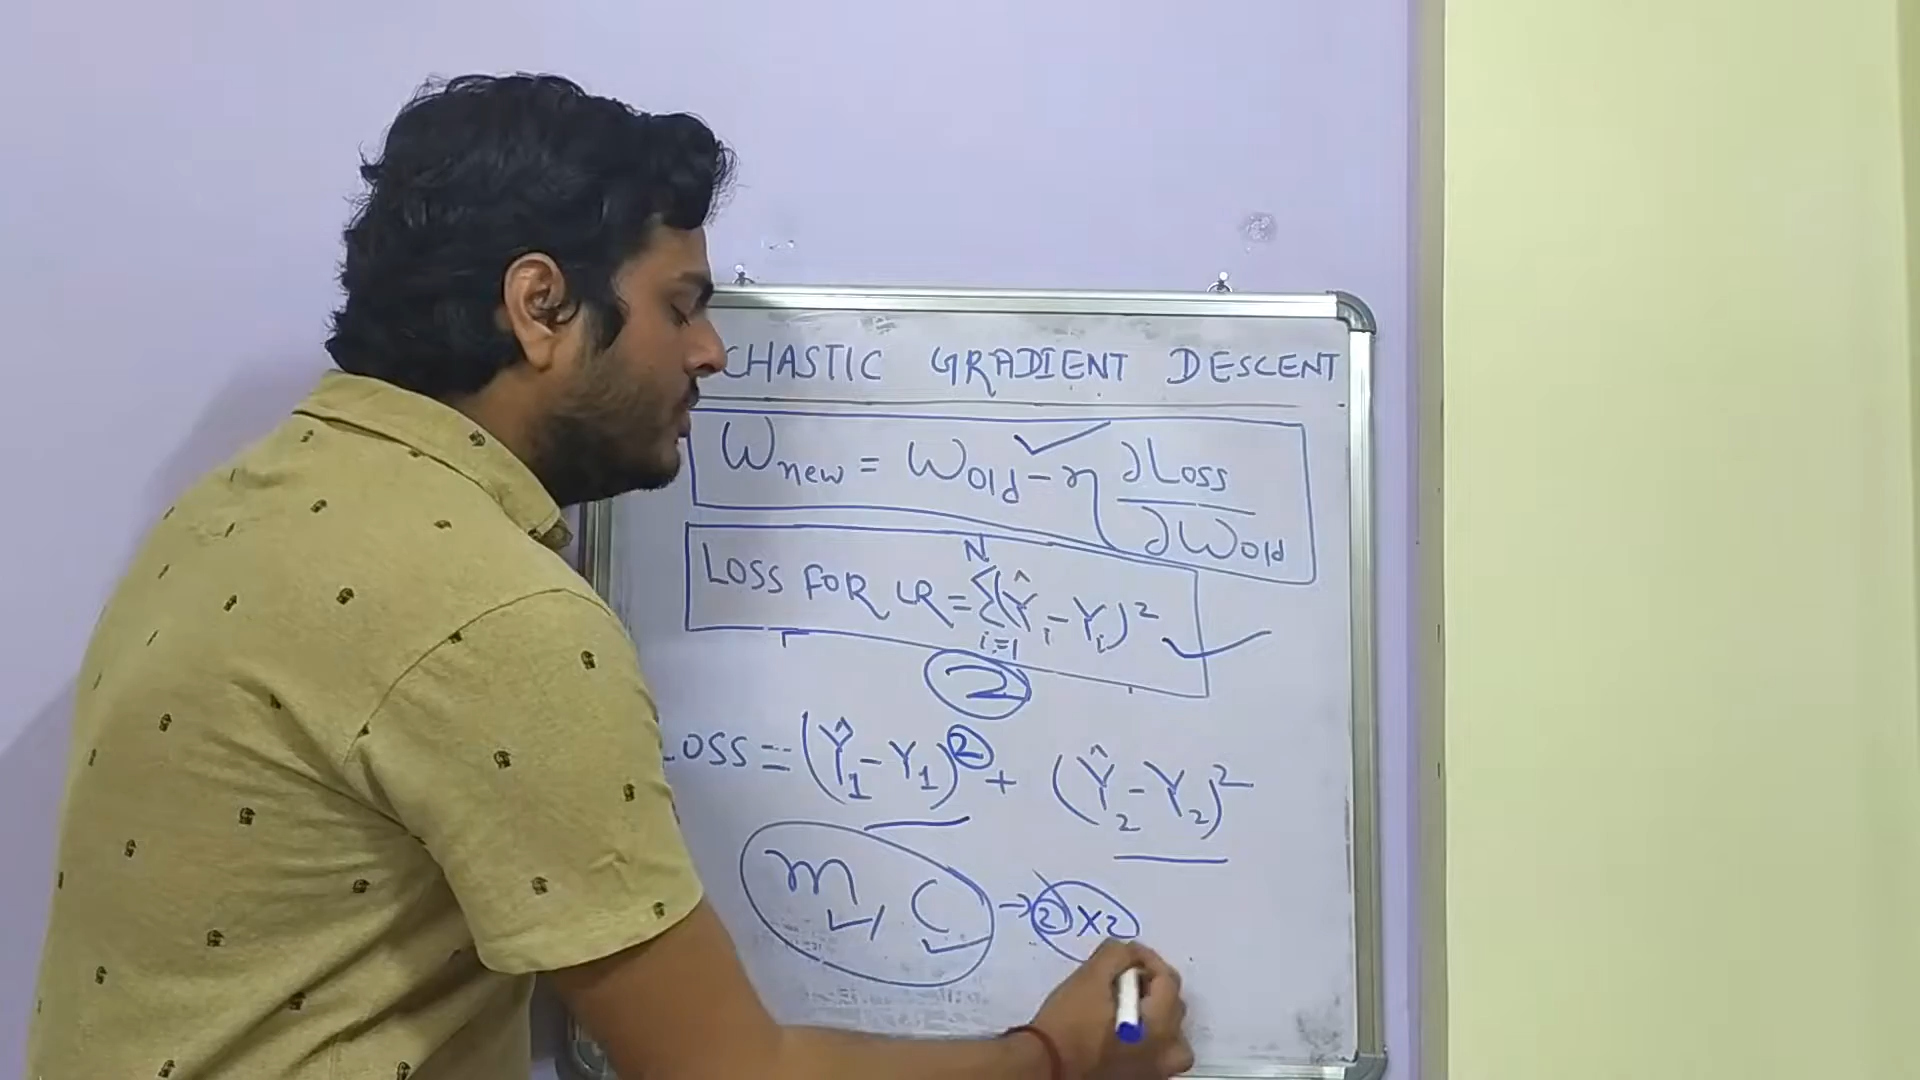 CHASTIC GRADIENT DESCENT
Wnew = Wold - η ∂Loss / ∂Wold
LOSS FOR LR = N Σ i=1 (Ŷi - Yi)²
2
LOSS = (Ŷ1 - Y1)² + (Ŷ2 - Y2)²
m, C → 2 X 2